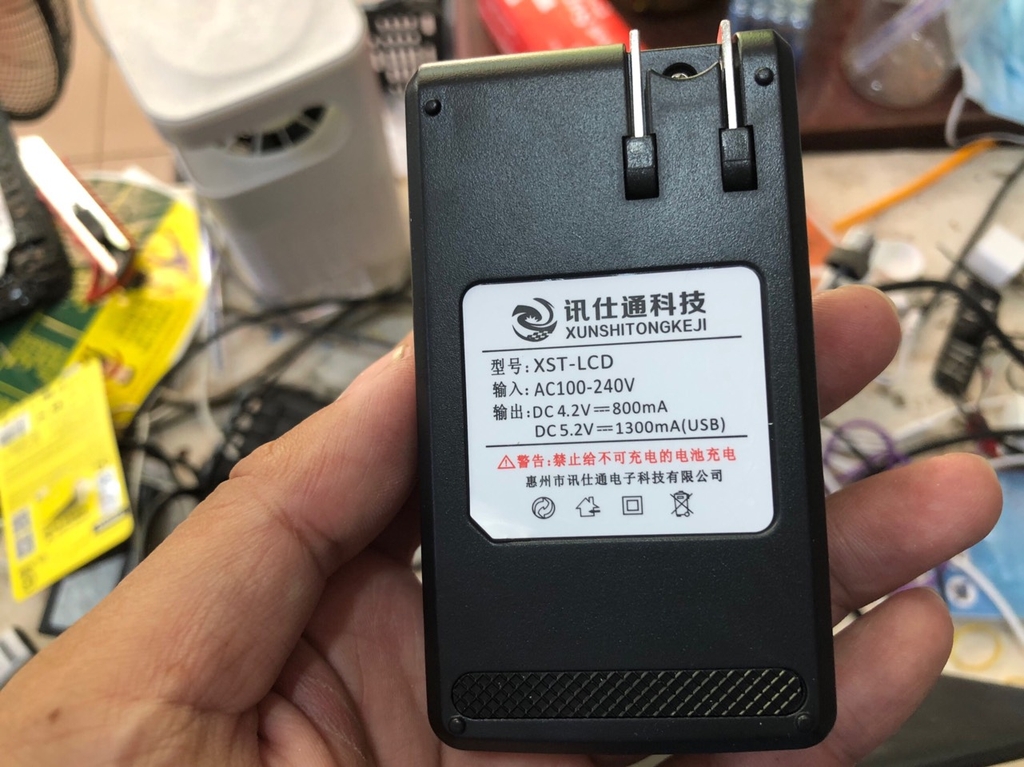 讯仕通科技
XUNSHITONGKEJI
型号:XST-LCD
输入:AC100-240V
输出:DC 4.2V⎓800mA
DC 5.2V⎓1300mA(USB)
警告:禁止给不可充电的电池充电
惠州市讯仕通电子科技有限公司